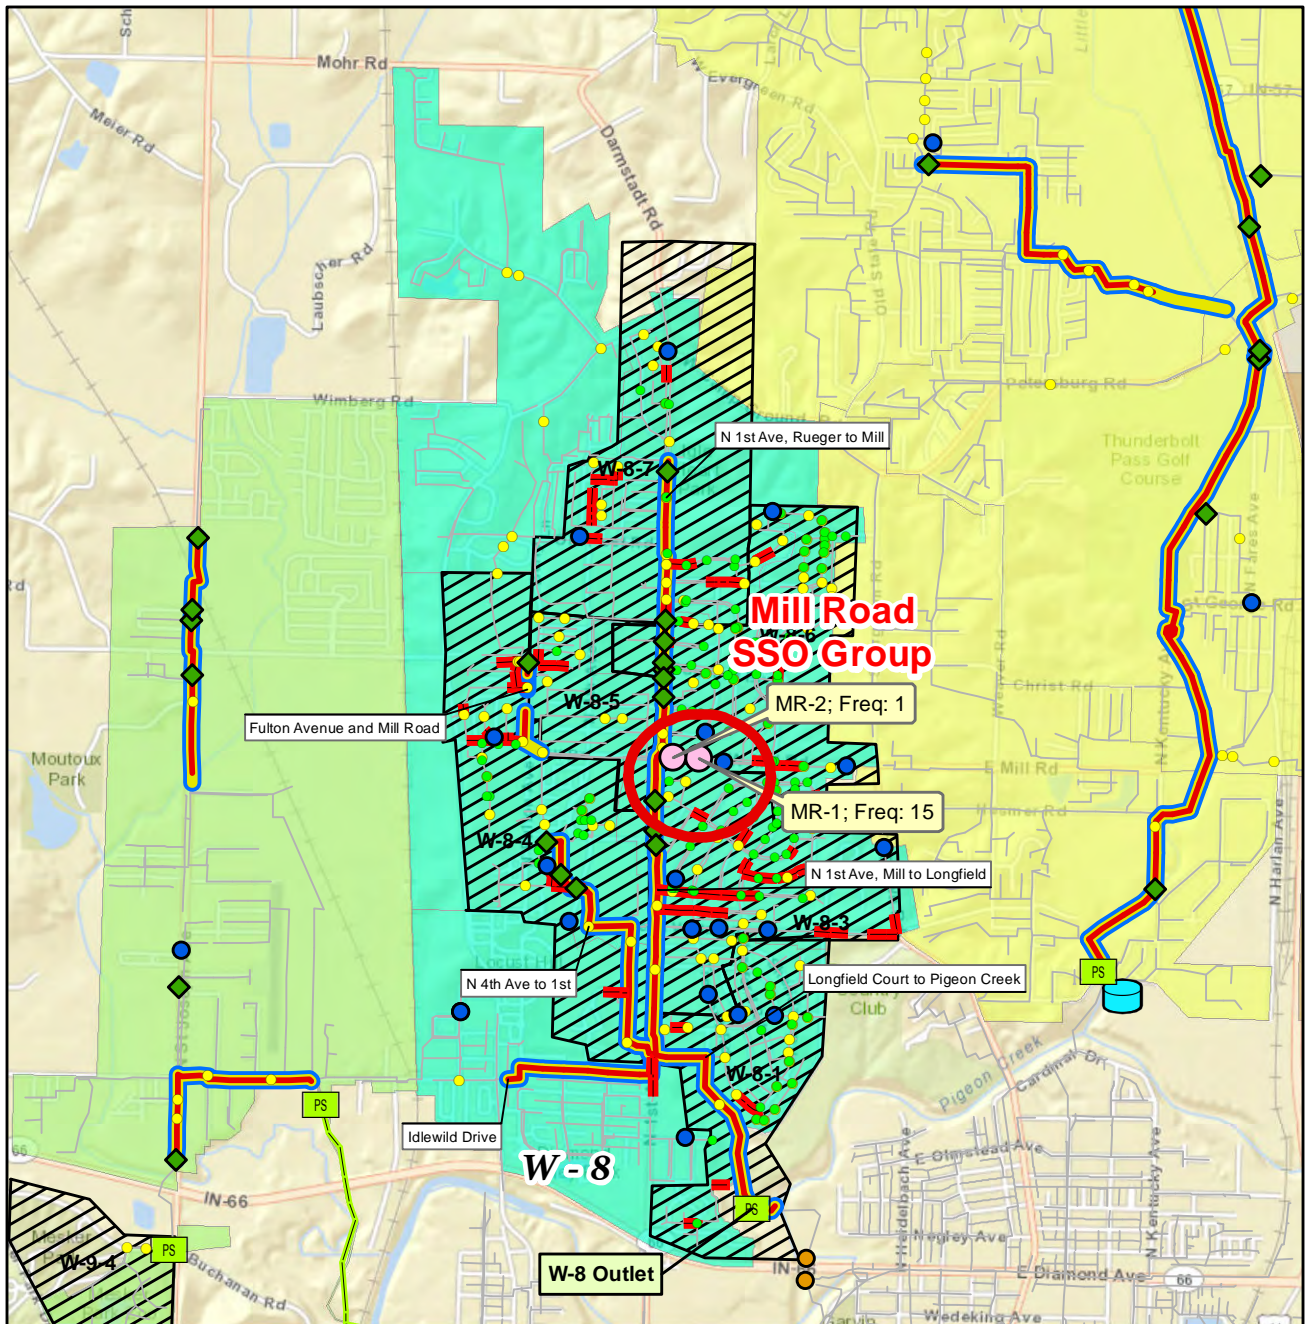 Mohr Rd
Meier Rd
W Evergreen Rd
Darmstadt Rd
Laubscher Rd
Old State Rd
Wimberg Rd
Petersburg Rd
Thunderbolt
Pass Golf
Course
N 1st Ave, Rueger to Mill
W-8-7
N Fares Ave
Mill Road
SSO Group
W-8-6
W-8-5
Christ Rd
MR-2; Freq: 1
Fulton Avenue and Mill Road
Moutoux
Park
E Mill Rd
MR-1; Freq: 15
W-8-4
N 1st Ave, Mill to Longfield
N Harlan Ave
W-8-3
PS
N 4th Ave to 1st
Longfield Court to Pigeon Creek
Club
Pigeon Creek
Cardinal Dr
W-8-1
PS
Idlewild Drive
W - 8
E Olmstead Ave
N Heidelbach Ave
N Kentucky Ave
66
IN-66
PS
W-9-4
PS
Buchanan Rd
Negley Ave
W-8 Outlet
E Diamond Ave
66
Wedeking Ave